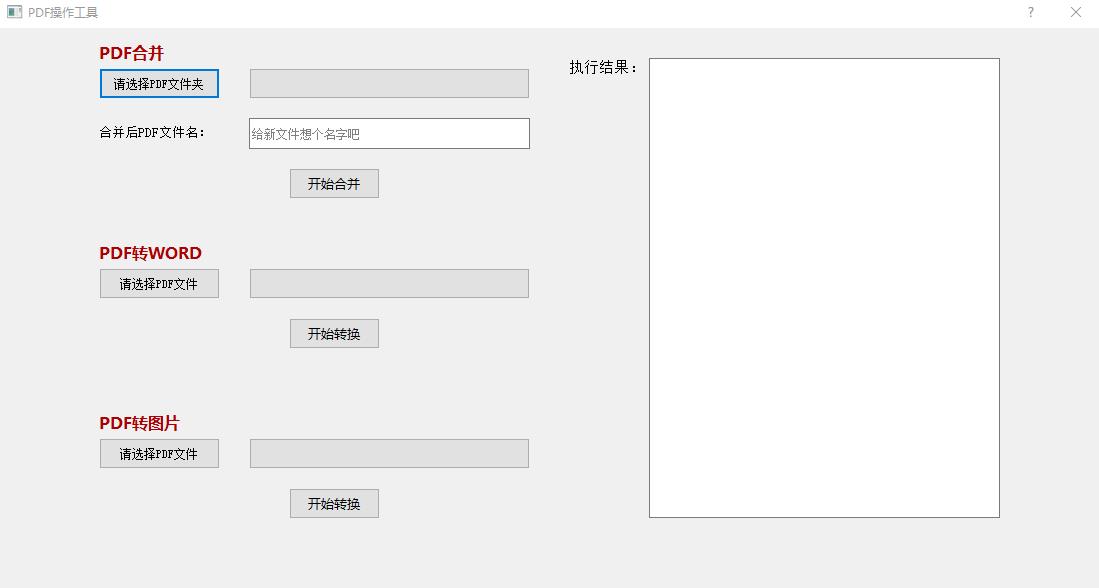 PDF操作工具
?
PDF合并
请选择PDF文件夹
合并后PDF文件名:
给新文件想个名字吧
开始合并
PDF转WORD
请选择PDF文件
开始转换
PDF转图片
请选择PDF文件
开始转换
执行结果: